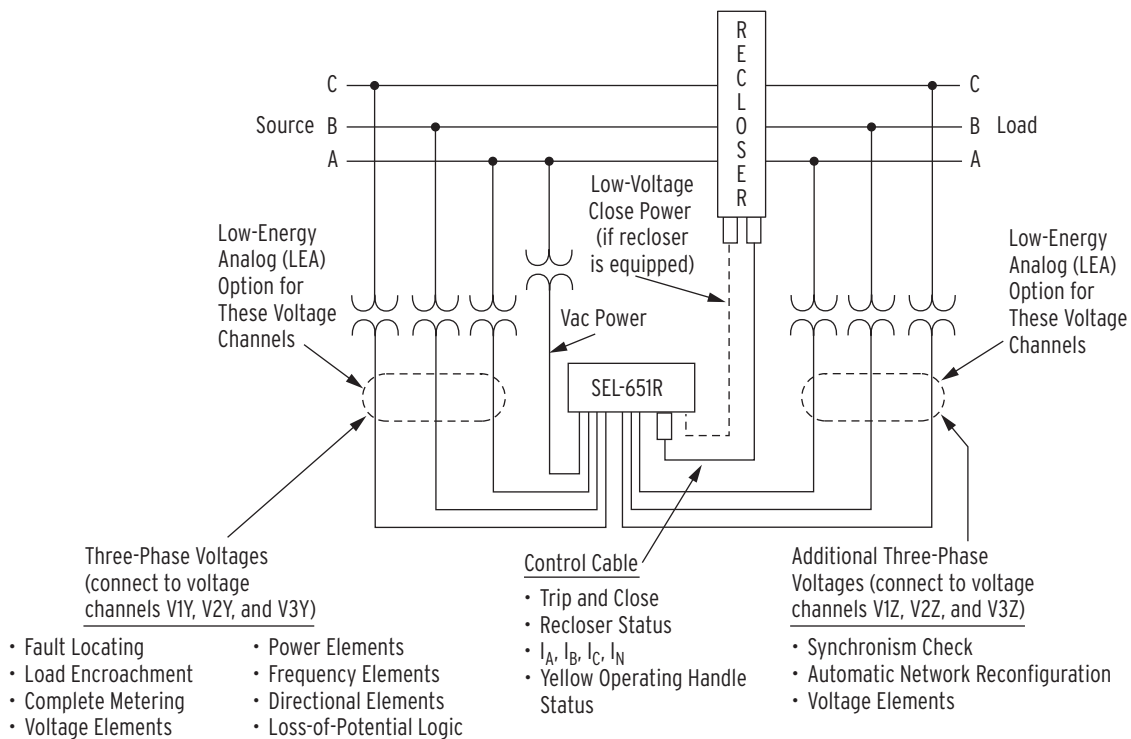 RECLOSER
C
Source B
A
C
B Load
A
Low-Voltage
Close Power
(if recloser
is equipped)
Low-Energy
Analog (LEA)
Option for
These Voltage
Channels
Low-Energy
Analog (LEA)
Option for
These Voltage
Channels
Vac Power
SEL-651R
Three-Phase Voltages
(connect to voltage
channels V1Y, V2Y, and V3Y)
• Fault Locating
• Load Encroachment
• Complete Metering
• Voltage Elements
• Power Elements
• Frequency Elements
• Directional Elements
• Loss-of-Potential Logic
Control Cable
• Trip and Close
• Recloser Status
• IA, IB, IC, IN
• Yellow Operating Handle
Status
Additional Three-Phase
Voltages (connect to voltage
channels V1Z, V2Z, and V3Z)
• Synchronism Check
• Automatic Network Reconfiguration
• Voltage Elements